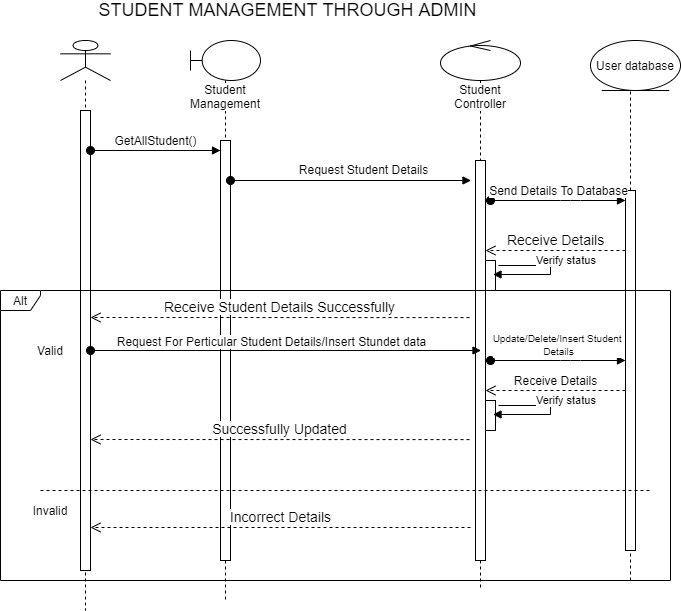 STUDENT MANAGEMENT THROUGH ADMIN
User database
Student
Management
Student
Controller
GetAllStudent()
Request Student Details
Send Details To Database
Receive Details
Verify status
Alt
Receive Student Details Successfully
Valid
Request For Perticular Student Details/Insert Stundet data
Update/Delete/Insert Student
Details
Receive Details
Verify status
Successfully Updated
Invalid
Incorrect Details